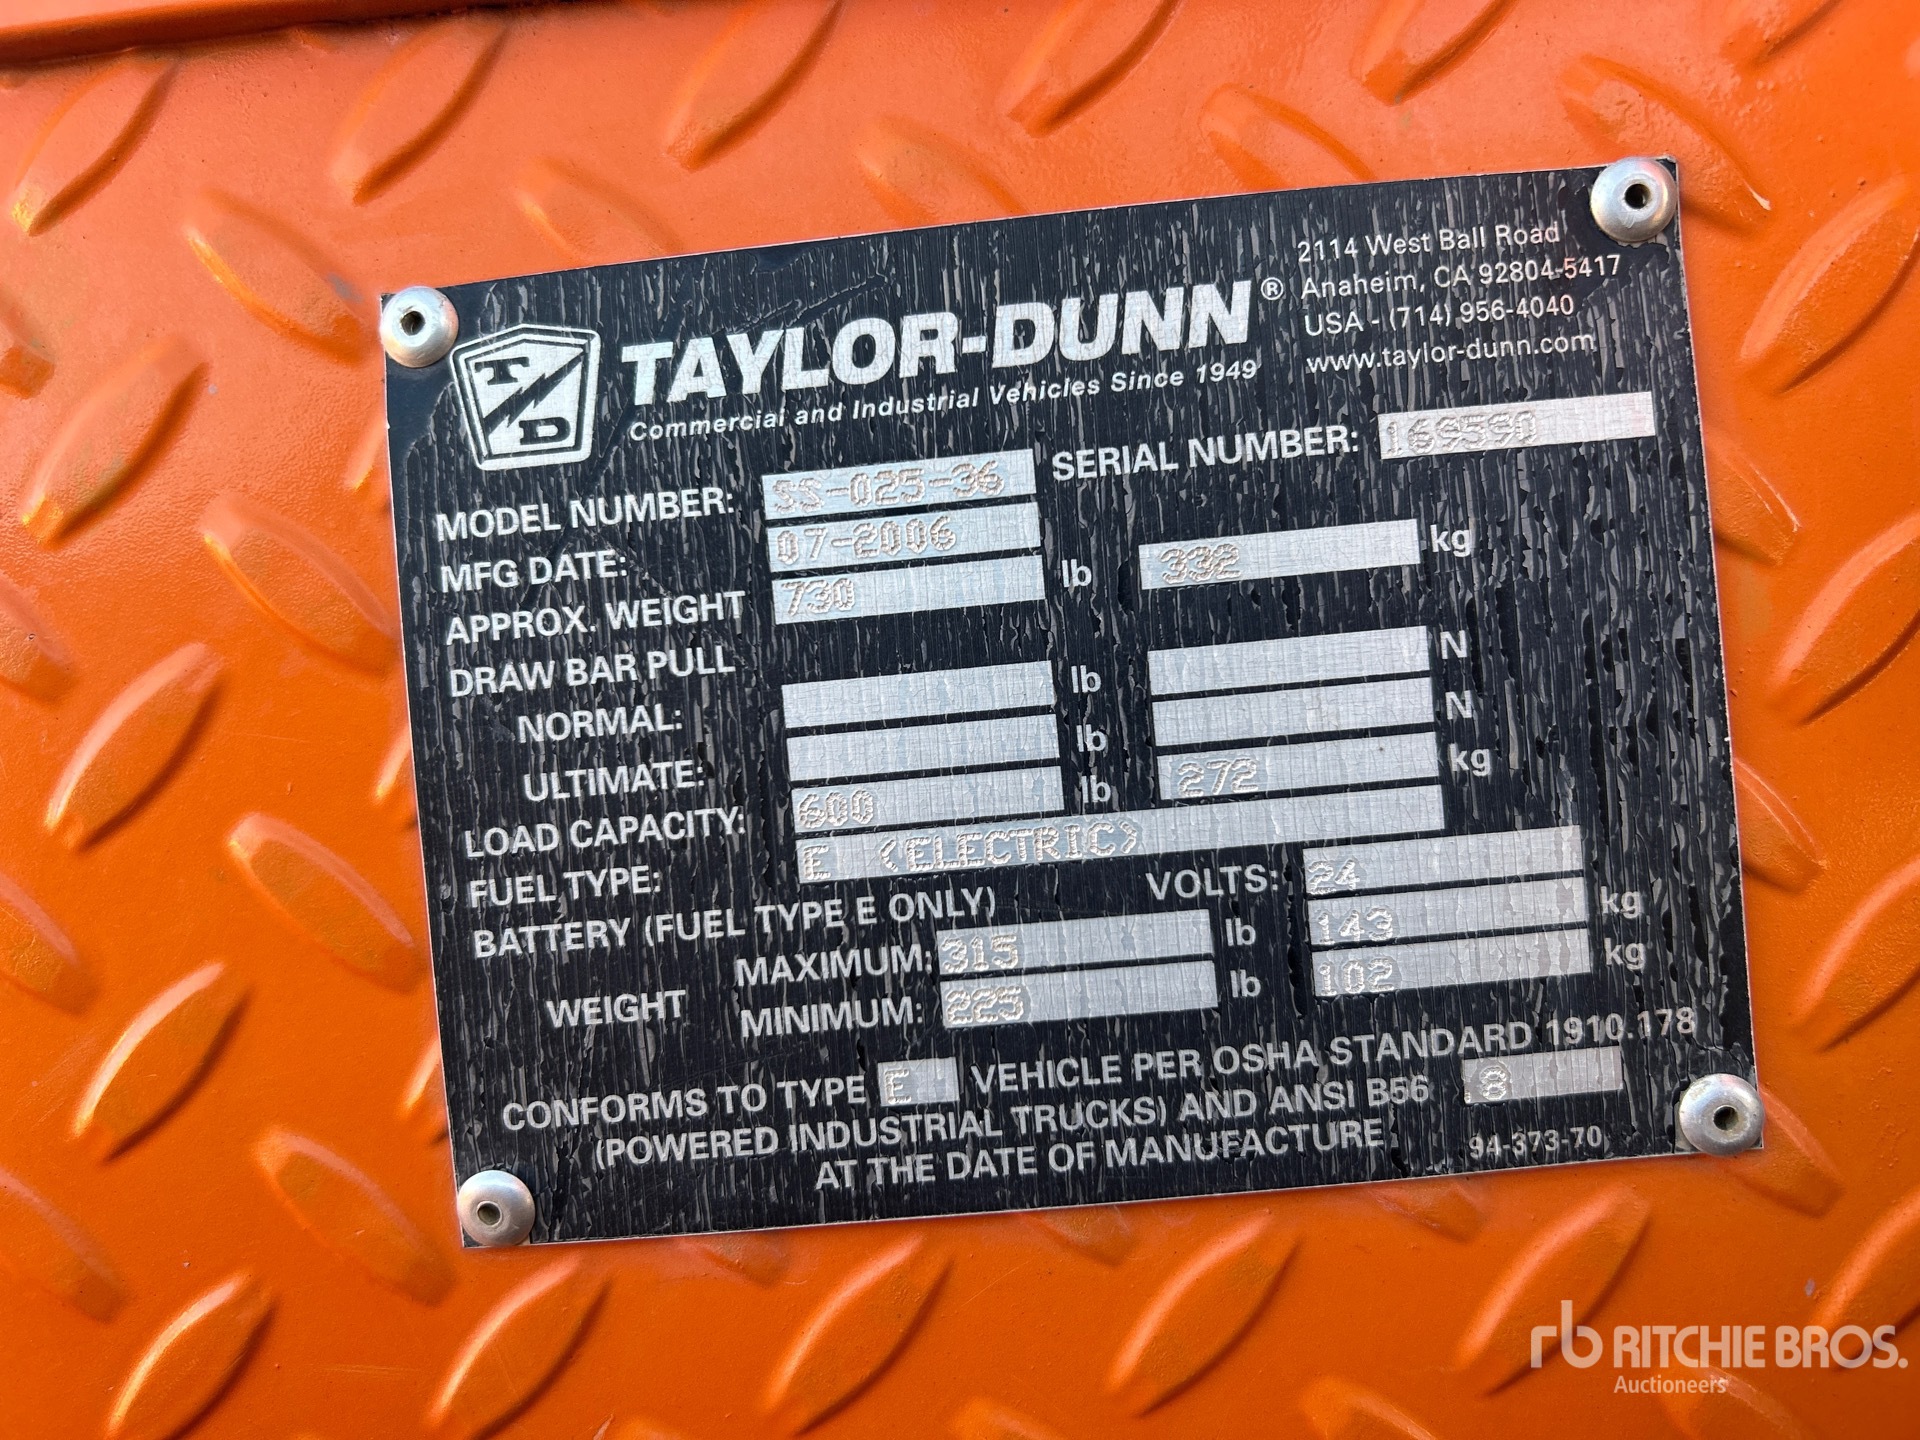 TD
TAYLOR-DUNN®
Commercial and Industrial Vehicles Since 1949
2114 West Ball Road
Anaheim, CA 92804-5417
USA - (714) 956-4040
www.taylor-dunn.com
MODEL NUMBER: SS-025-36 SERIAL NUMBER: 169590
MFG DATE: 07-2006
APPROX. WEIGHT 730 lb 332 kg
DRAW BAR PULL
NORMAL: lb N
ULTIMATE: lb N
LOAD CAPACITY: 600 lb 272 kg
FUEL TYPE: E (ELECTRIC)
BATTERY (FUEL TYPE E ONLY) VOLTS: 24
WEIGHT MAXIMUM: 315 lb 143 kg
MINIMUM: 225 lb 102 kg
CONFORMS TO TYPE E VEHICLE PER OSHA STANDARD 1910.178
(POWERED INDUSTRIAL TRUCKS) AND ANSI B56 .8
AT THE DATE OF MANUFACTURE 94-373-70
rb RITCHIE BROS.
Auctioneers